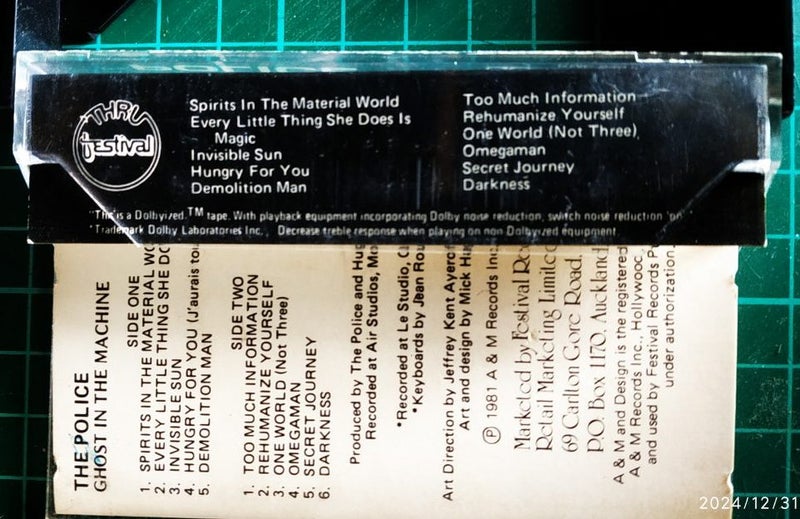 THRU
festival
Spirits In The Material World
Every Little Thing She Does Is
Magic
Invisible Sun
Hungry For You
Demolition Man
Too Much Information
Rehumanize Yourself
One World (Not Three)
Omegaman
Secret Journey
Darkness
"This is a Dolbyized.TM tape. With playback equipment incorporating Dolby noise reduction, switch noise reduction 'on'
*Trademark Dolby Laboratories Inc., Decrease treble response when playing on non Dolbyized equipment.
THE POLICE
GHOST IN THE MACHINE
SIDE ONE
1. SPIRITS IN THE MATERIAL WO
2. EVERY LITTLE THING SHE DO
3. INVISIBLE SUN
4. HUNGRY FOR YOU (J'aurais tou
5. DEMOLITION MAN
SIDE TWO
1. TOO MUCH INFORMATION
2. REHUMANIZE YOURSELF
3. ONE WORLD (Not Three)
4. OMEGAMAN
5. SECRET JOURNEY
6. DARKNESS
Produced by The Police and Hug
Recorded at Air Studios, Mo
*Recorded at Le Studio,
*Keyboards by Jean Rou
Art Direction by Jeffrey Kent Ayerof
Art and design by Mick Ha
Ⓟ 1981 A & M Records Inc.
Marketed by Festival Rec
Retail Marketing Limited
69 Carlton Gore Road,
P.O. Box 1170, Auckland
A & M and Design is the registered
A & M Records Inc., Hollywood,
and used by Festival Records P
under authorization.
2024/12/31